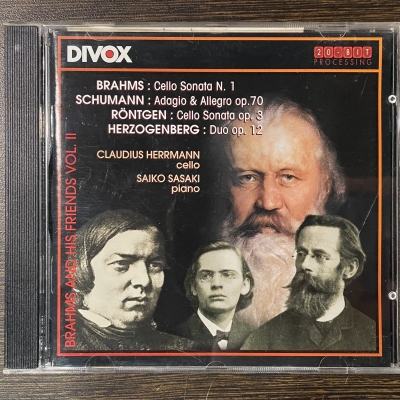 DIVOX
20-BIT
PROCESSING
BRAHMS : Cello Sonata N. 1
SCHUMANN : Adagio & Allegro op.70
RÖNTGEN : Cello Sonata op. 3
HERZOGENBERG : Duo op. 12
CLAUDIUS HERRMANN
cello
SAIKO SASAKI
piano
BRAHMS AND HIS FRIENDS VOL. II